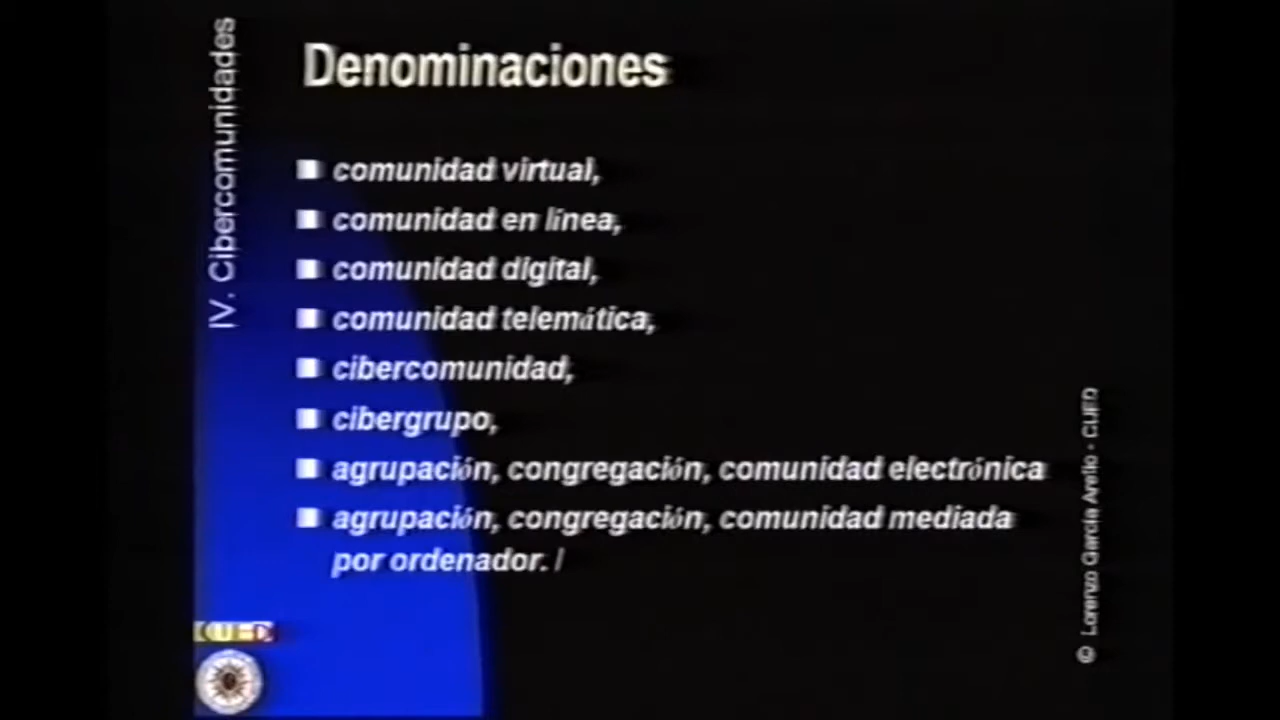 IV. Cibercomunidades
Denominaciones
comunidad virtual,
comunidad en línea,
comunidad digital,
comunidad telemática,
cibercomunidad,
cibergrupo,
agrupación, congregación, comunidad electrónica
agrupación, congregación, comunidad mediada
por ordenador. /
© Lorenzo García Aretio - CUED
CUED